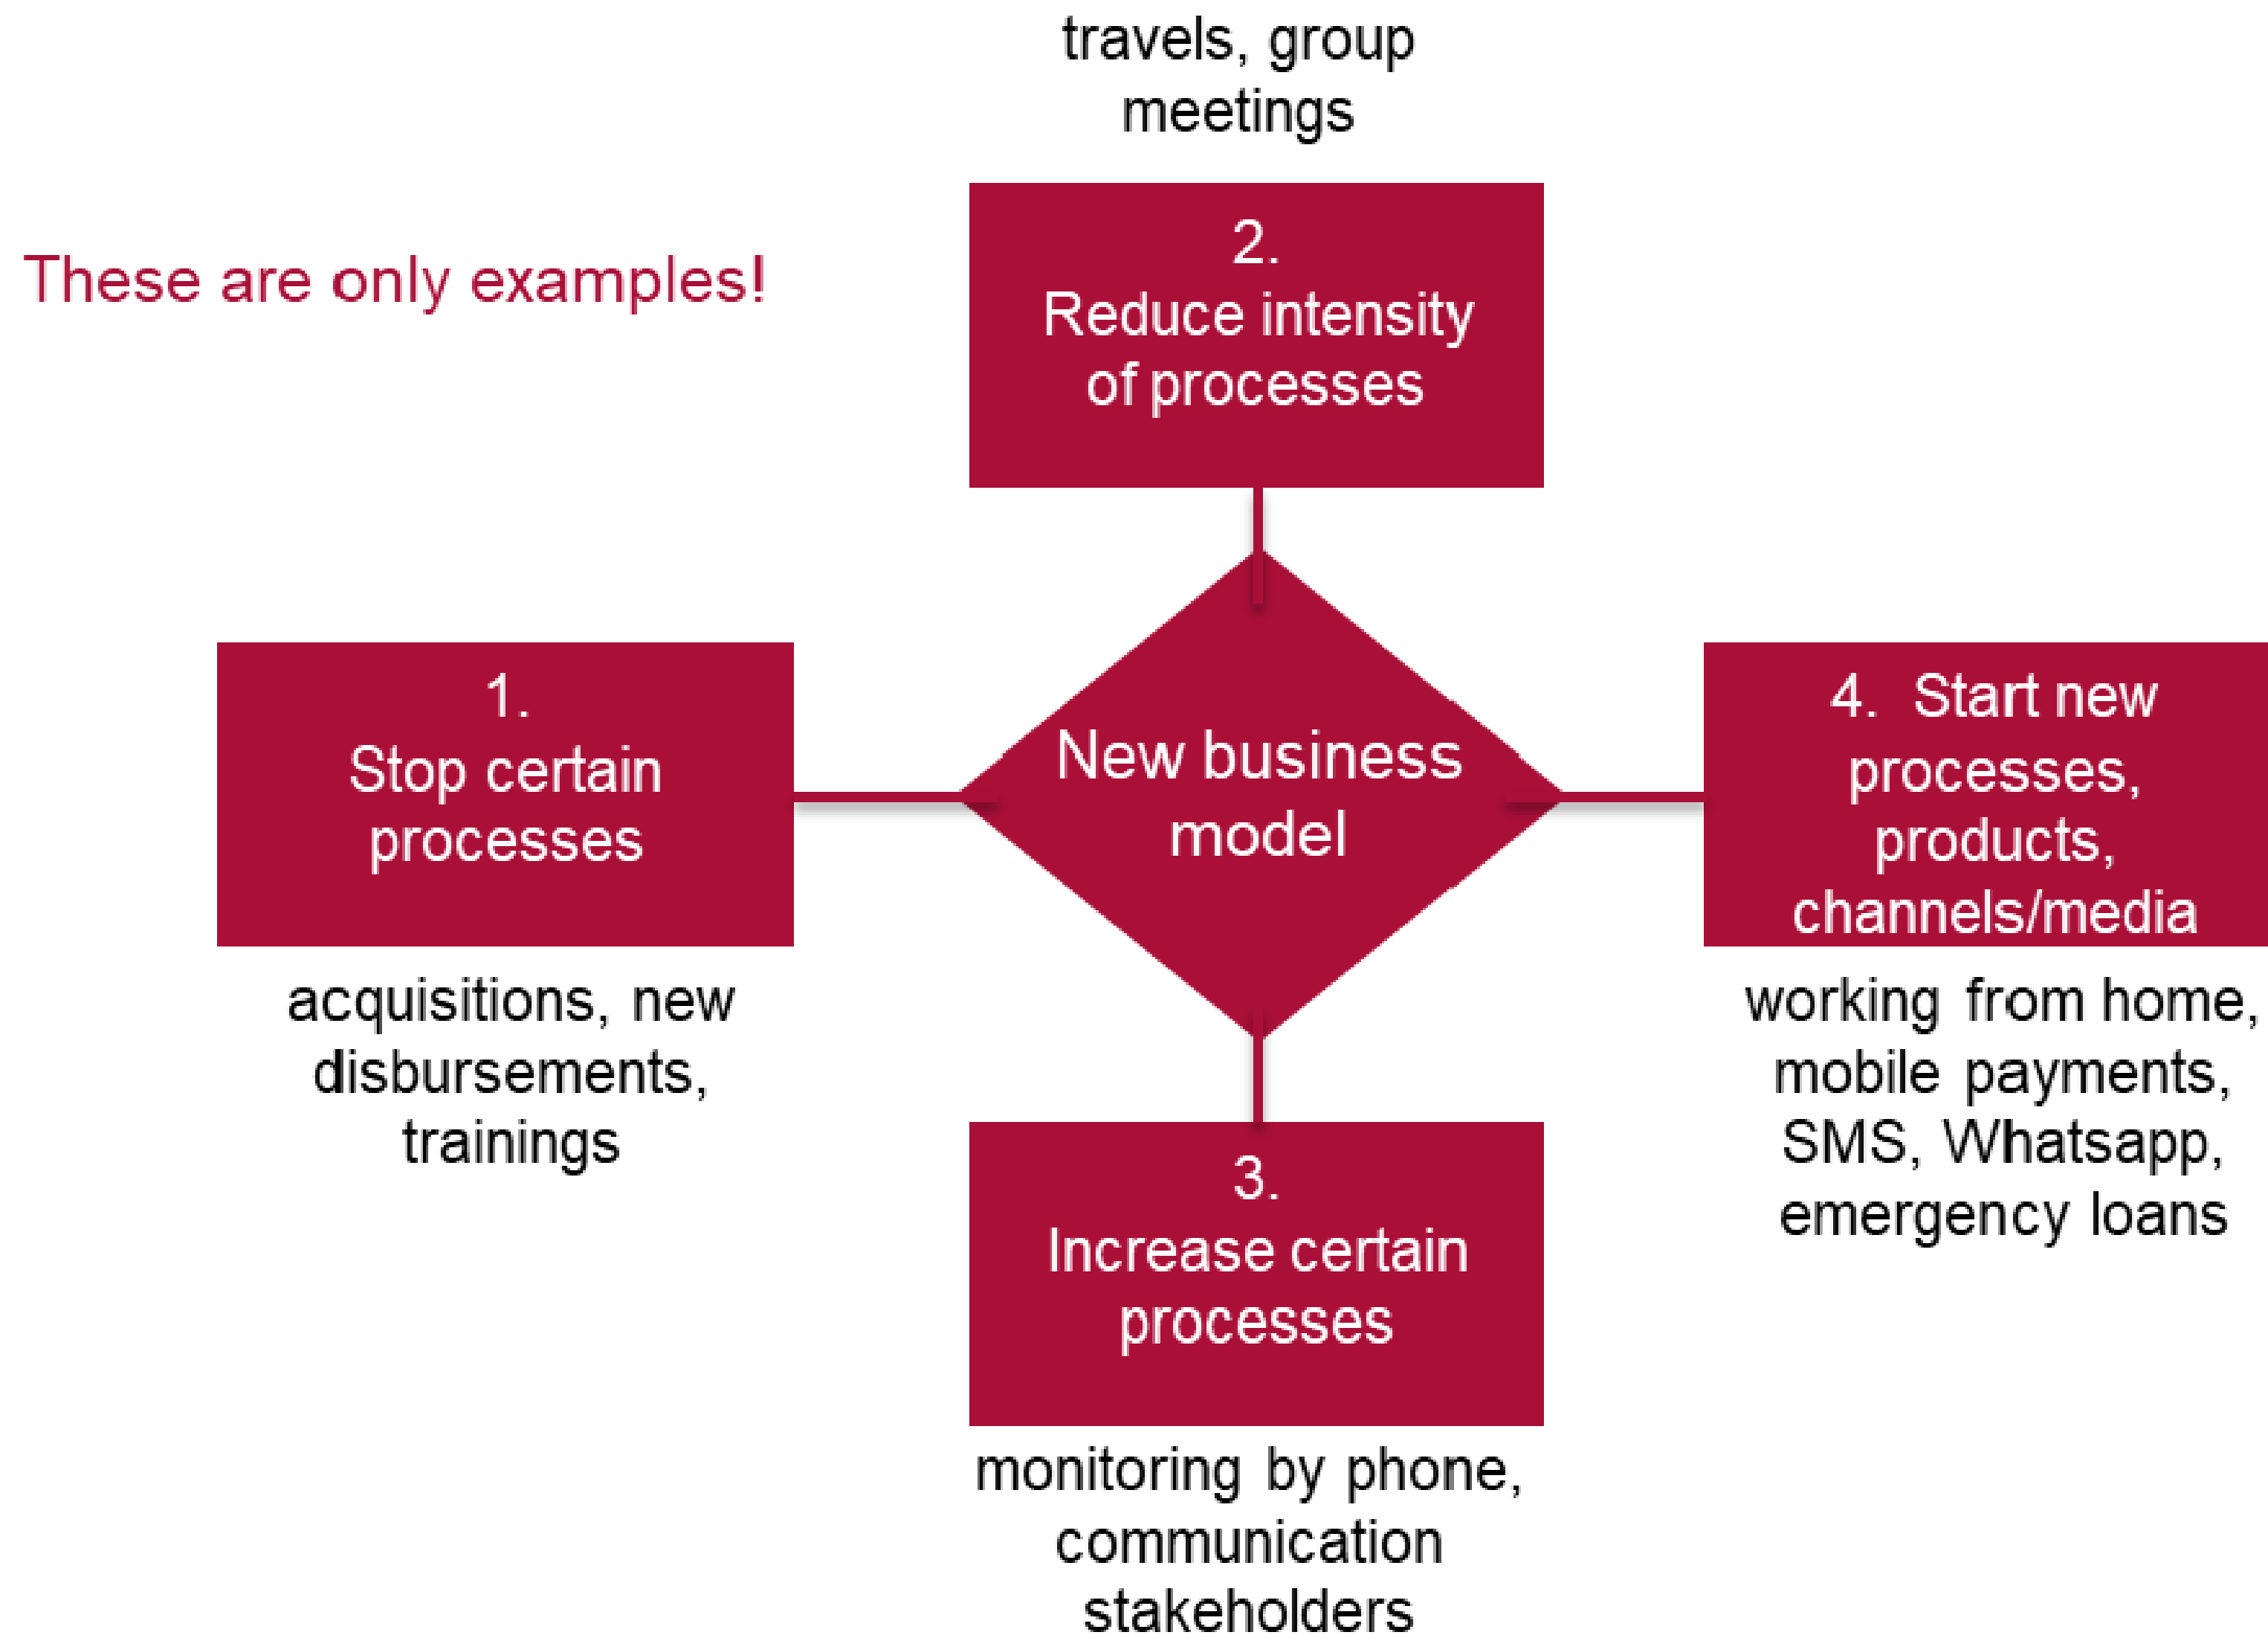 travels, group
meetings
These are only examples!
2.
Reduce intensity
of processes
1.
Stop certain
processes
acquisitions, new
disbursements,
trainings
New business
model
4. Start new
processes,
products,
channels/media
working from home,
mobile payments,
SMS, Whatsapp,
emergency loans
3.
Increase certain
processes
monitoring by phone,
communication
stakeholders